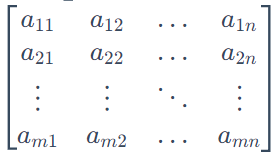 a₁₁ a₁₂ … a₁ₙ
a₂₁ a₂₂ … a₂ₙ
⋮ ⋮ ⋱ ⋮
aₘ₁ aₘ₂ … aₘₙ